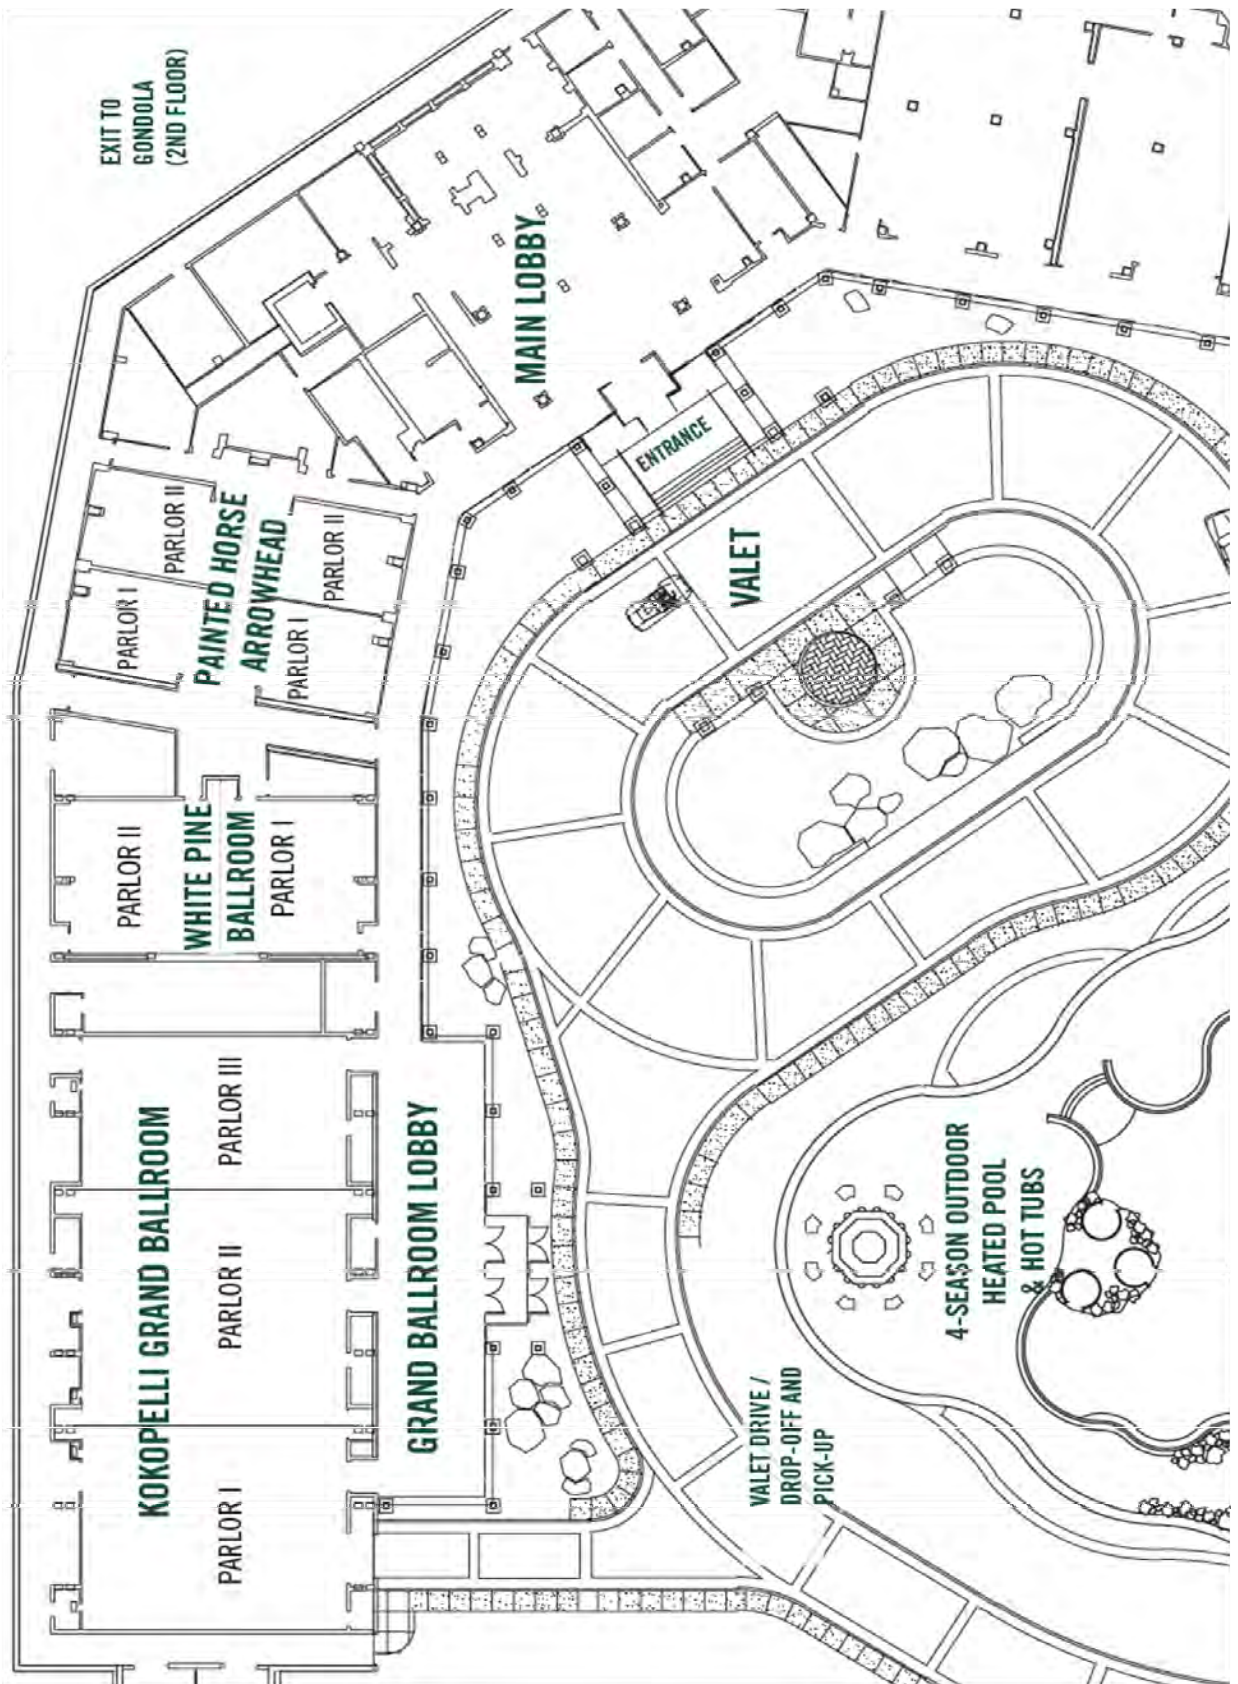 EXIT TO
GONDOLA
(2ND FLOOR)
MAIN LOBBY
ENTRANCE
VALET
PARLOR II
PARLOR I
PAINTED HORSE
ARROWHEAD
PARLOR II
PARLOR I
PARLOR II
WHITE PINE
BALLROOM
PARLOR I
KOKOPELLI GRAND BALLROOM
PARLOR III
PARLOR II
PARLOR I
GRAND BALLROOM LOBBY
VALET DRIVE /
DROP-OFF AND
PICK-UP
4-SEASON OUTDOOR
HEATED POOL
& HOT TUBS